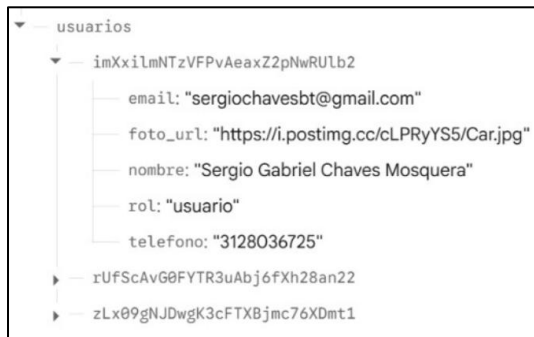 usuarios
imXxilmNTzVFPvAeaxZ2pNwRUlb2
email: "sergiochavesbt@gmail.com"
foto_url: "https://i.postimg.cc/cLPRyYS5/Car.jpg"
nombre: "Sergio Gabriel Chaves Mosquera"
rol: "usuario"
telefono: "3128036725"
rUfScAvG0FYTR3uAbj6fXh28an22
zLx09gNJDwgK3cFTXBjmc76XDmt1